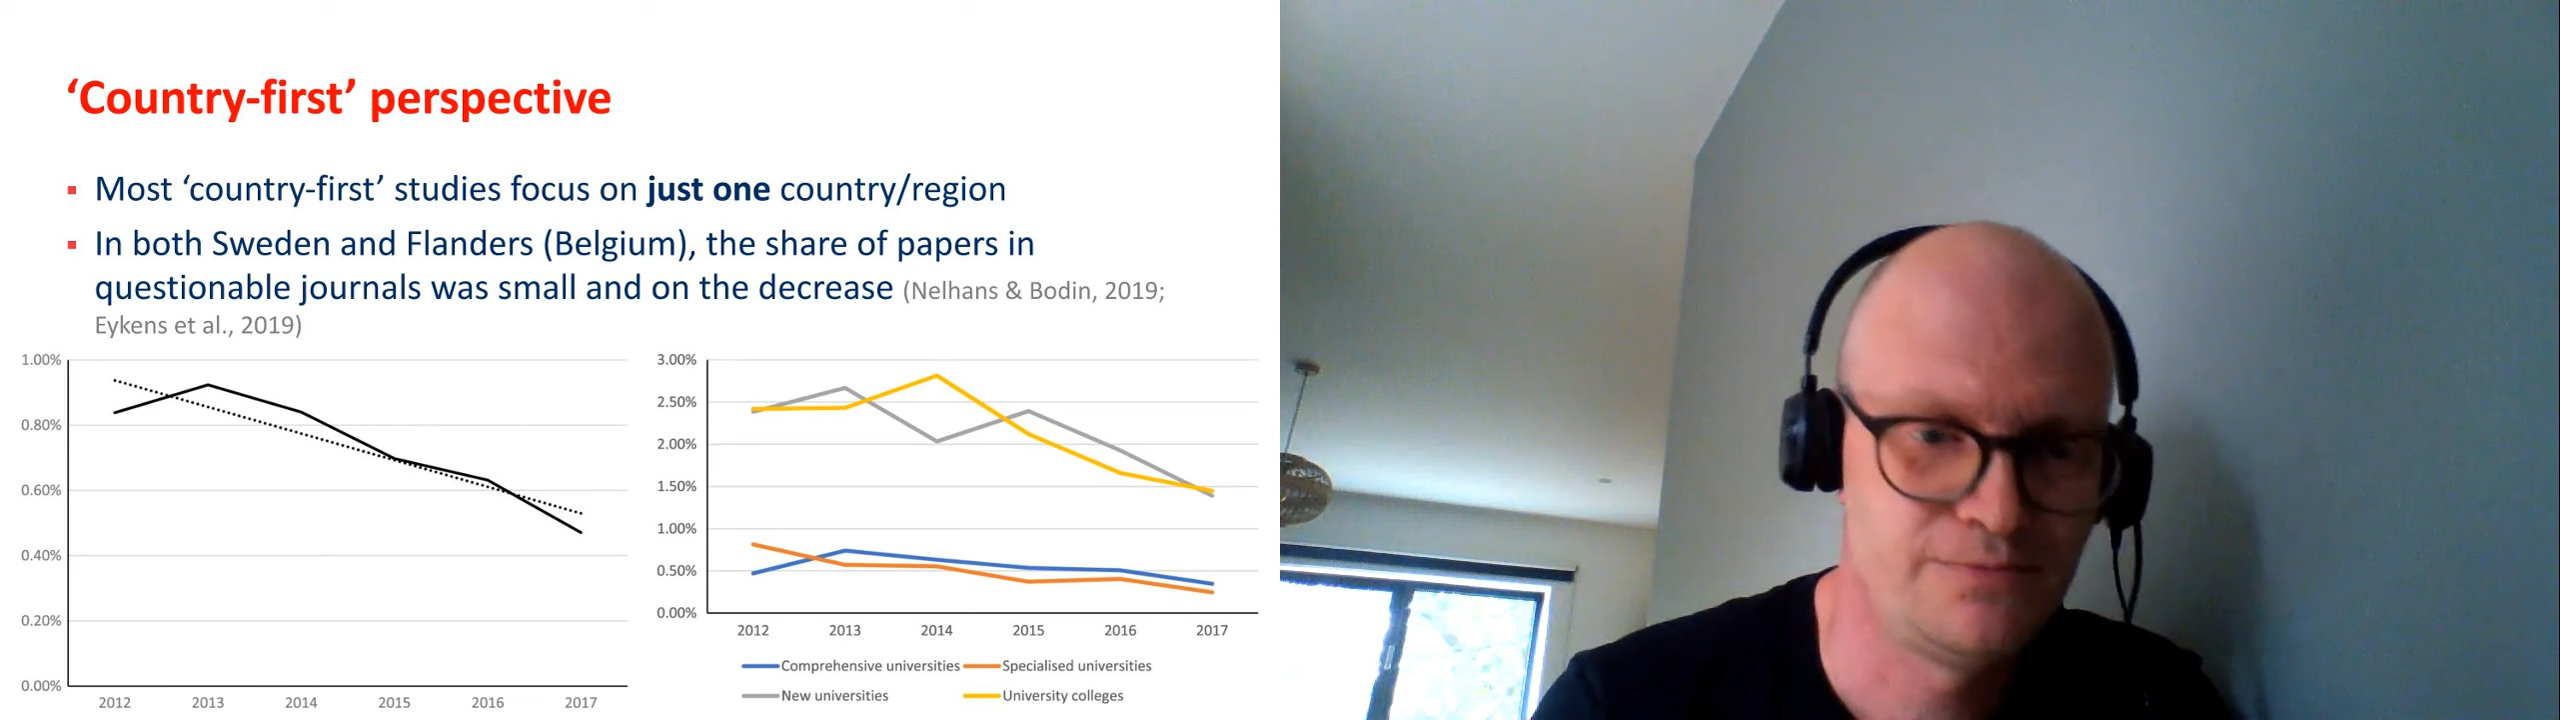 ‘Country-first’ perspective
▪ Most ‘country-first’ studies focus on just one country/region
▪ In both Sweden and Flanders (Belgium), the share of papers in
questionable journals was small and on the decrease (Nelhans & Bodin, 2019;
Eykens et al., 2019)
1.00%
0.80%
0.60%
0.40%
0.20%
0.00%
2012 2013 2014 2015 2016 2017
3.00%
2.50%
2.00%
1.50%
1.00%
0.50%
0.00%
2012 2013 2014 2015 2016 2017
Comprehensive universities Specialised universities
New universities University colleges